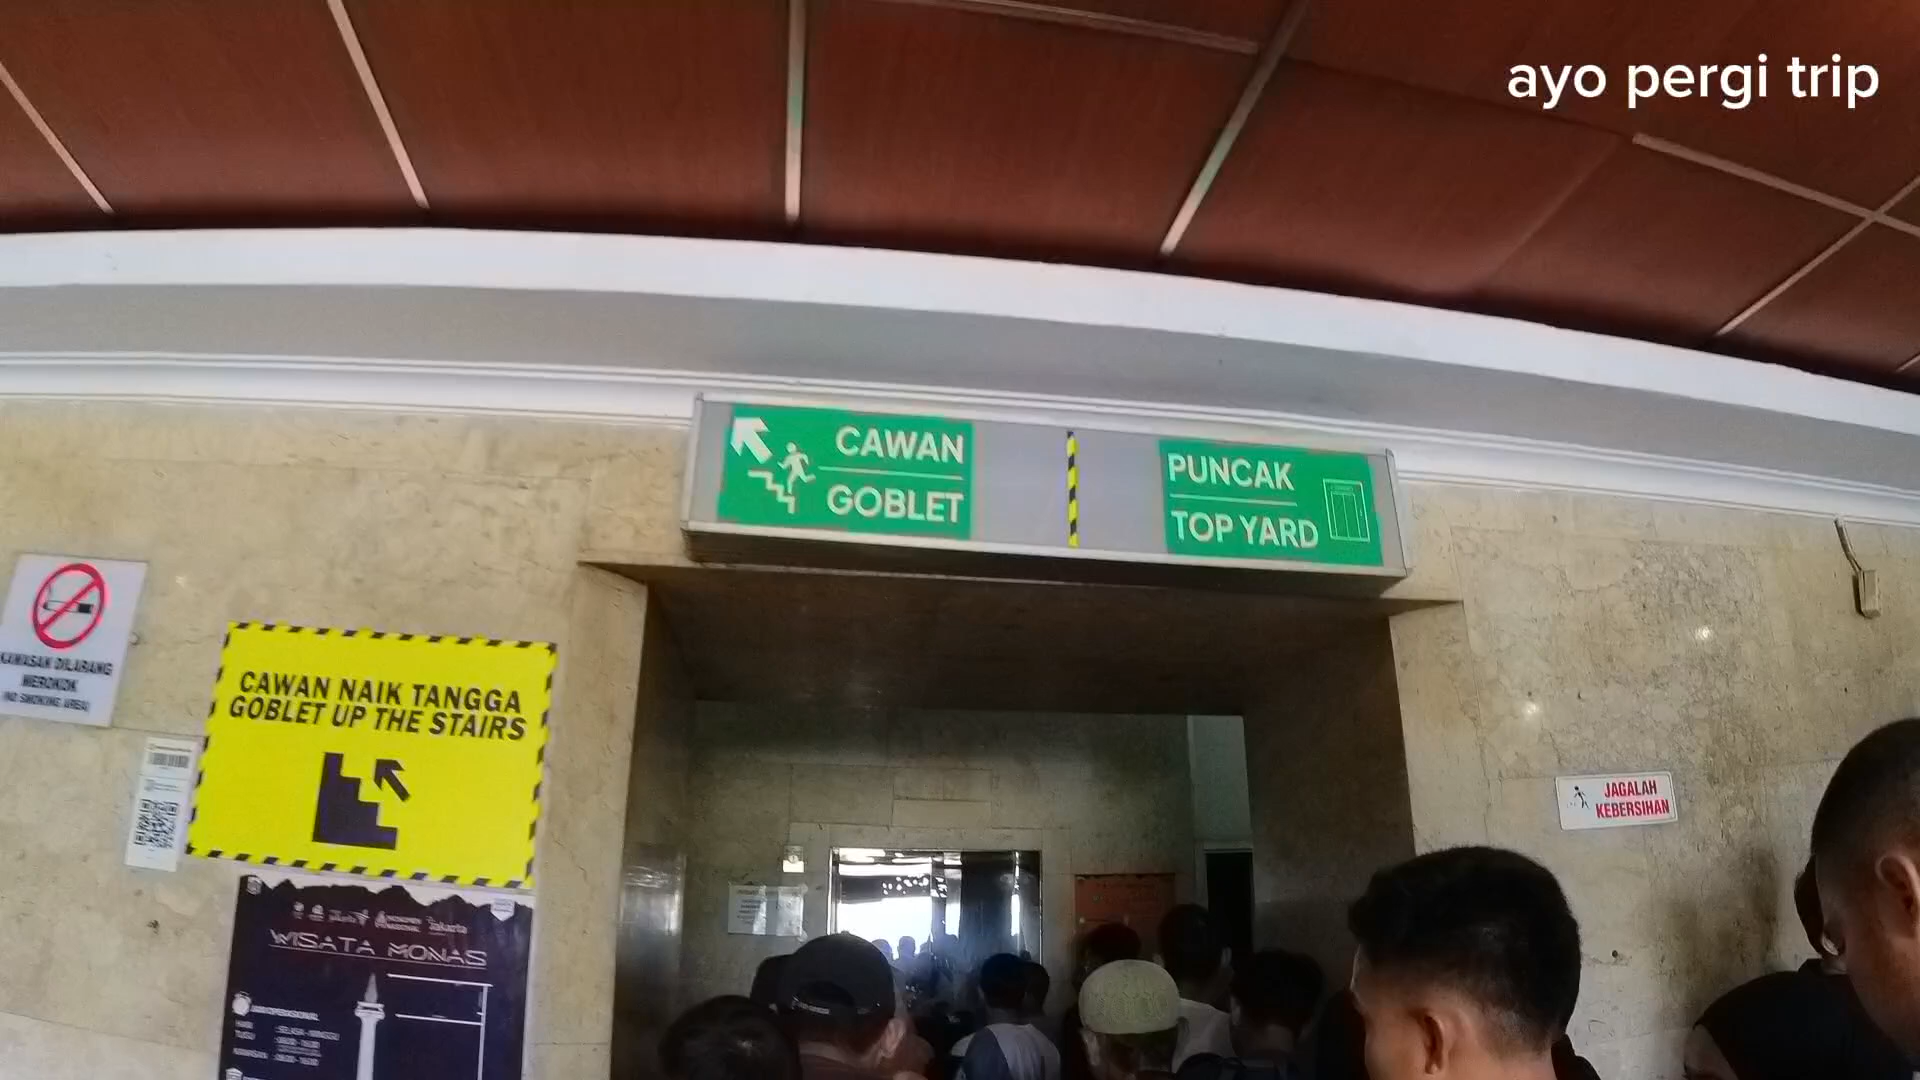 ayo pergi trip
CAWAN
GOBLET
PUNCAK
TOP YARD
KAWASAN DILARANG
MEROKOK
NO SMOKING AREA
CAWAN NAIK TANGGA
GOBLET UP THE STAIRS
JAGALAH
KEBERSIHAN
WISATA MONAS